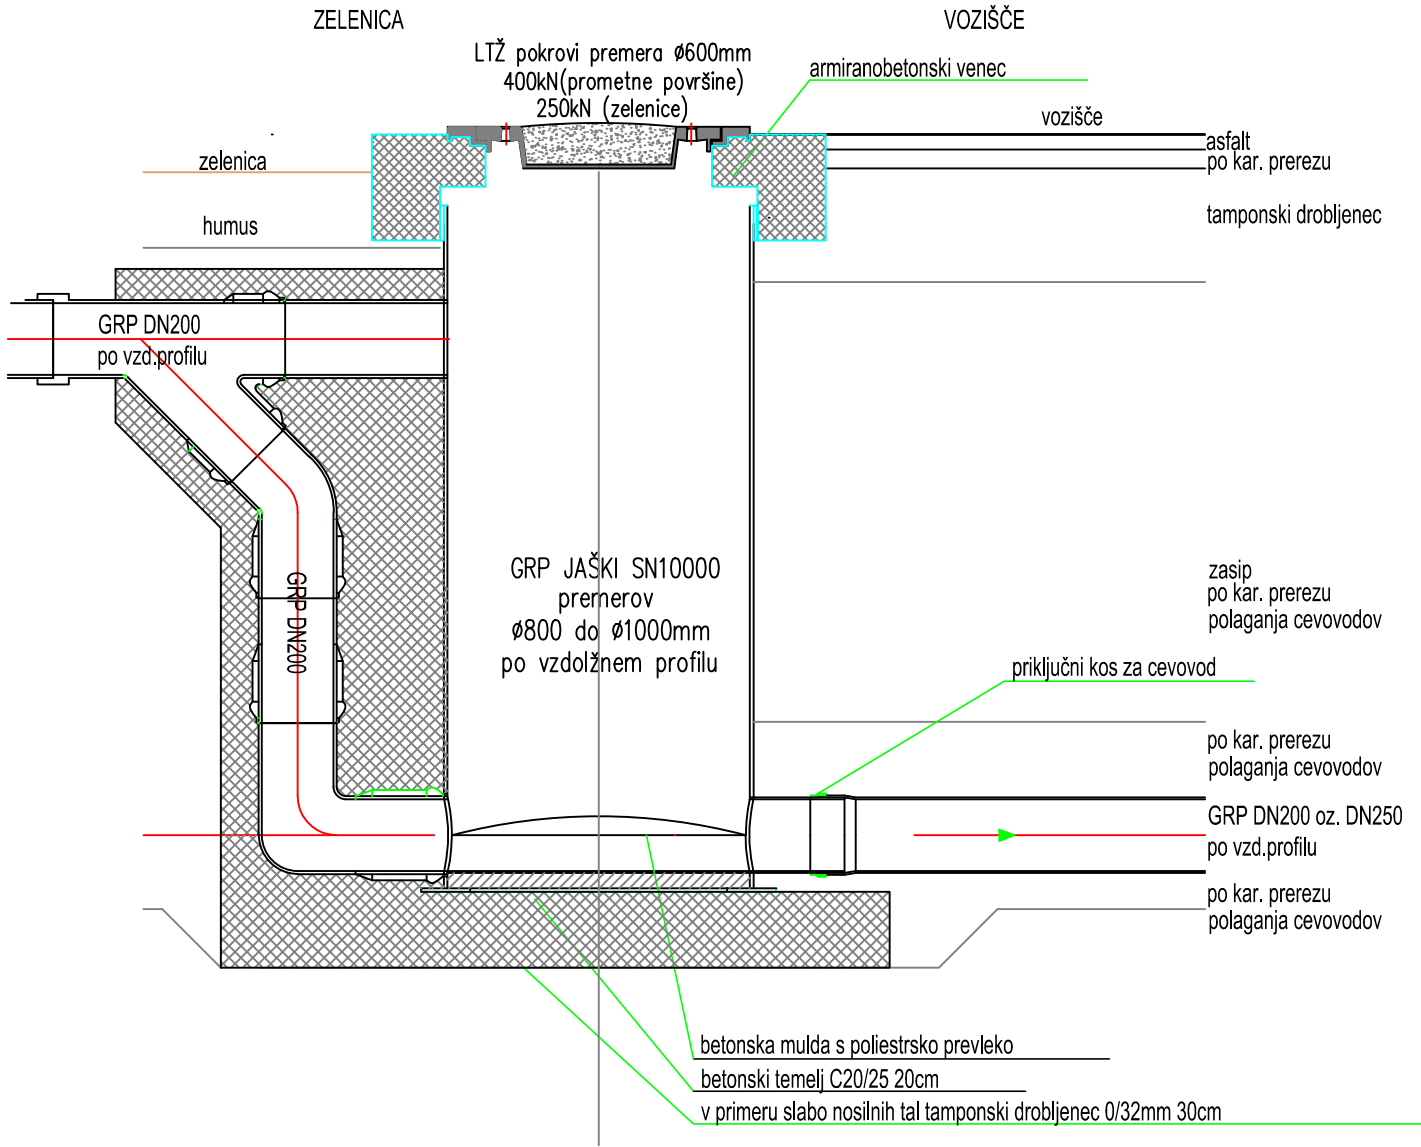 ZELENICA
VOZIŠČE
LTŽ pokrovi premera Ø600mm
400kN(prometne površine)
250kN (zelenice)
armiranobetonski venec
vozišče
asfalt
po kar. prerezu
tamponski drobljenec
zelenica
humus
GRP DN200
po vzd.profilu
GRP DN200
GRP JAŠKI SN10000
premerov
Ø800 do Ø1000mm
po vzdolžnem profilu
zasip
po kar. prerezu
polaganja cevovodov
priključni kos za cevovod
po kar. prerezu
polaganja cevovodov
GRP DN200 oz. DN250
po vzd.profilu
po kar. prerezu
polaganja cevovodov
betonska mulda s poliestrsko prevleko
betonski temelj C20/25 20cm
v primeru slabo nosilnih tal tamponski drobljenec 0/32mm 30cm